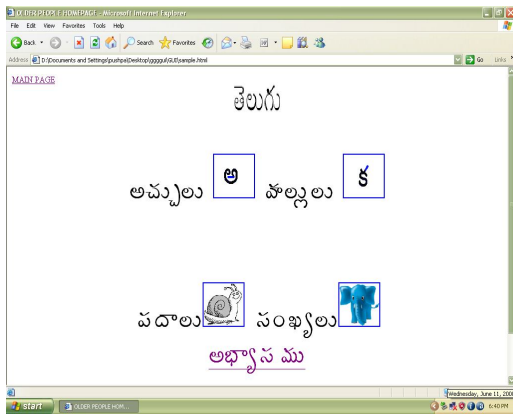 OLDER PEOPLE HOMEPAGE - Microsoft Internet Explorer
File Edit View Favorites Tools Help
Back Search Favorites
Address D:\Documents and Settings\pushpa\Desktop\ggggui\GUI\sample.html Go Links
MAIN PAGE
తెలుగు
అచ్చులు అ హల్లులు క
పదాలు సంఖ్యలు
అభ్యాస ము
Wednesday, June 11, 200
start OLDER PEOPLE HOM... 6:40 PM